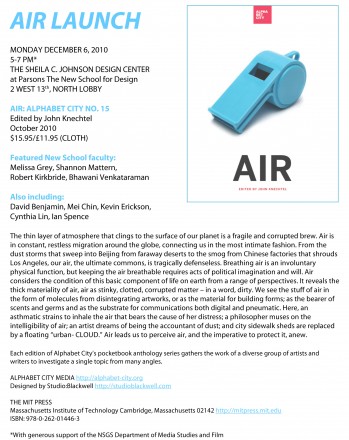 AIR LAUNCH
MONDAY DECEMBER 6, 2010
5-7 PM*
THE SHEILA C. JOHNSON DESIGN CENTER
at Parsons The New School for Design
2 WEST 13th, NORTH LOBBY
AIR: ALPHABET CITY NO. 15
Edited by John Knechtel
October 2010
$15.95/£11.95 (CLOTH)
Featured New School faculty:
Melissa Grey, Shannon Mattern,
Robert Kirkbride, Bhawani Venkataraman
Also including:
David Benjamin, Mei Chin, Kevin Erickson,
Cynthia Lin, Ian Spence
ALPHA
BET
CITY
AIR
EDITED BY JOHN KNECHTEL
The thin layer of atmosphere that clings to the surface of our planet is a fragile and corrupted brew. Air is
in constant, restless migration around the globe, connecting us in the most intimate fashion. From the
dust storms that sweep into Beijing from faraway deserts to the smog from Chinese factories that shrouds
Los Angeles, our air, the ultimate commons, is tragically defenseless. Breathing air is an involuntary
physical function, but keeping the air breathable requires acts of political imagination and will. Air
considers the condition of this basic component of life on earth from a range of perspectives. It reveals the
thick materiality of air, air as stinky, clotted, corrupted matter – in a word, dirty. We see the stuff of air in
the form of molecules from disintegrating artworks, or as the material for building forms; as the bearer of
scents and germs and as the substrate for communications both digital and pneumatic. Here, an
asthmatic strains to inhale the air that bears the cause of her distress; a philosopher muses on the
intelligibility of air; an artist dreams of being the accountant of dust; and city sidewalk sheds are replaced
by a floating "urban- CLOUD." Air leads us to perceive air, and the imperative to protect it, anew.
Each edition of Alphabet City's pocketbook anthology series gathers the work of a diverse group of artists and
writers to investigate a single topic from many angles.
ALPHABET CITY MEDIA http://alphabet-city.org
Designed by Studio:Blackwell http://studioblackwell.com
THE MIT PRESS
Massachusetts Institute of Technology Cambridge, Massachusetts 02142 http://mitpress.mit.edu
ISBN: 978-0-262-01446-3
*With generous support of the NSGS Department of Media Studies and Film